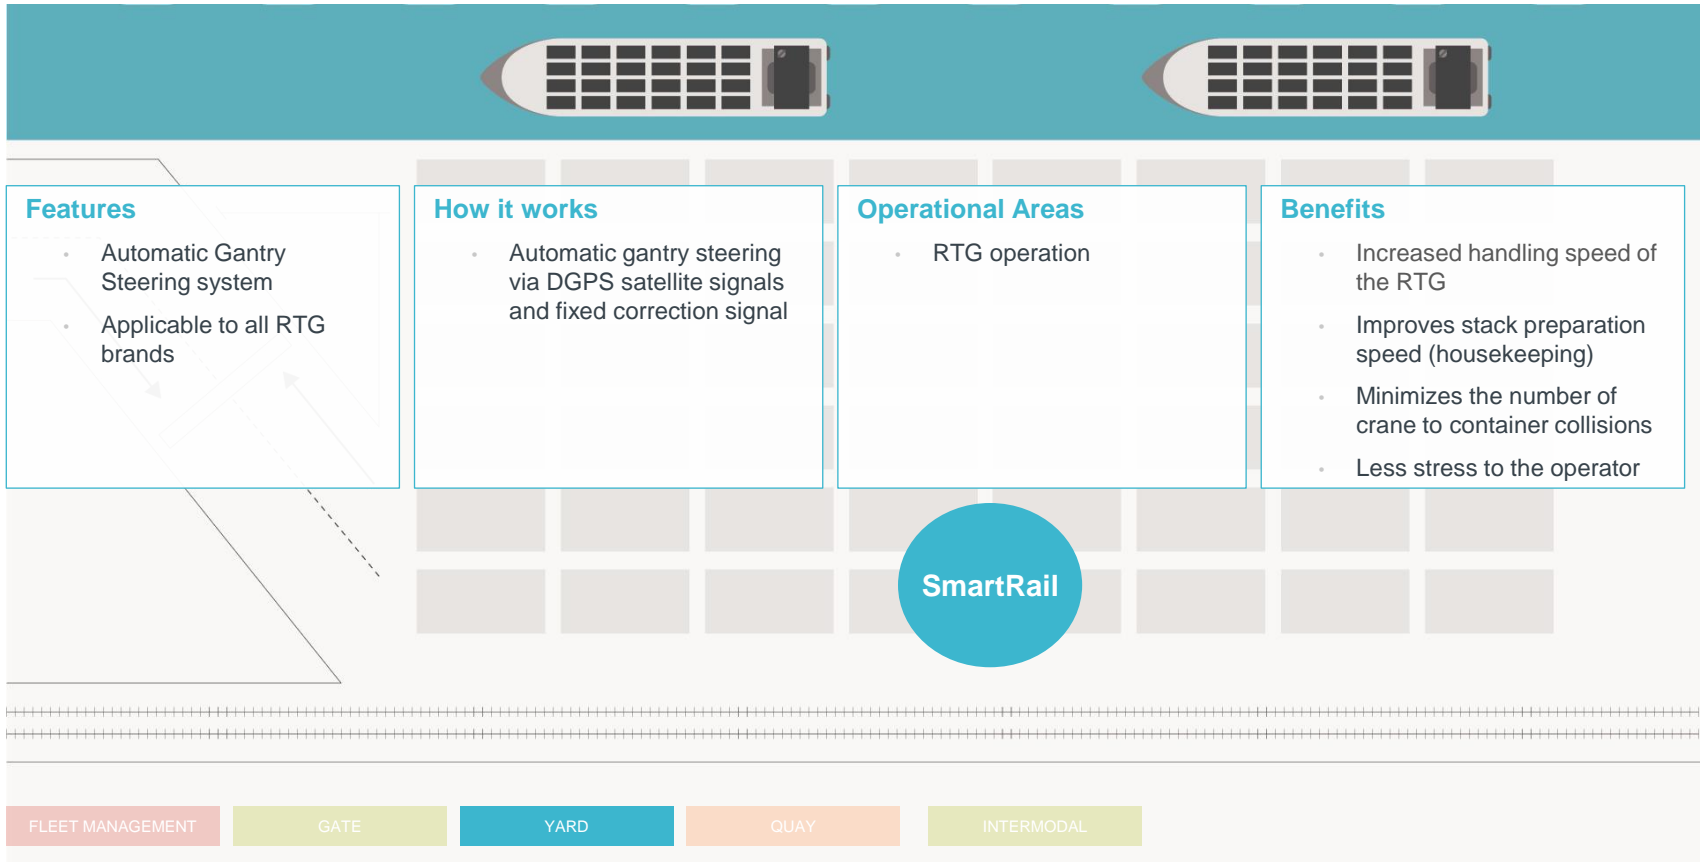 Features
• Automatic Gantry
Steering system
• Applicable to all RTG
brands
How it works
• Automatic gantry steering
via DGPS satellite signals
and fixed correction signal
Operational Areas
• RTG operation
Benefits
• Increased handling speed of
the RTG
• Improves stack preparation
speed (housekeeping)
• Minimizes the number of
crane to container collisions
• Less stress to the operator
SmartRail
FLEET MANAGEMENT
GATE
YARD
QUAY
INTERMODAL